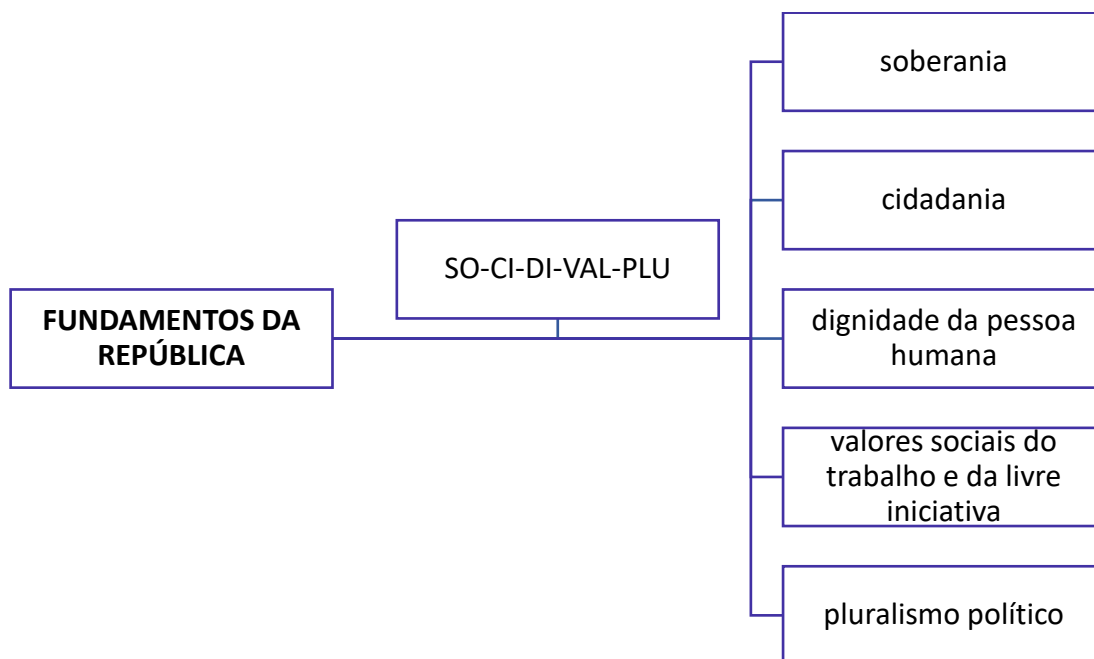 FUNDAMENTOS DA
REPÚBLICA
SO-CI-DI-VAL-PLU
soberania
cidadania
dignidade da pessoa
humana
valores sociais do
trabalho e da livre
iniciativa
pluralismo político